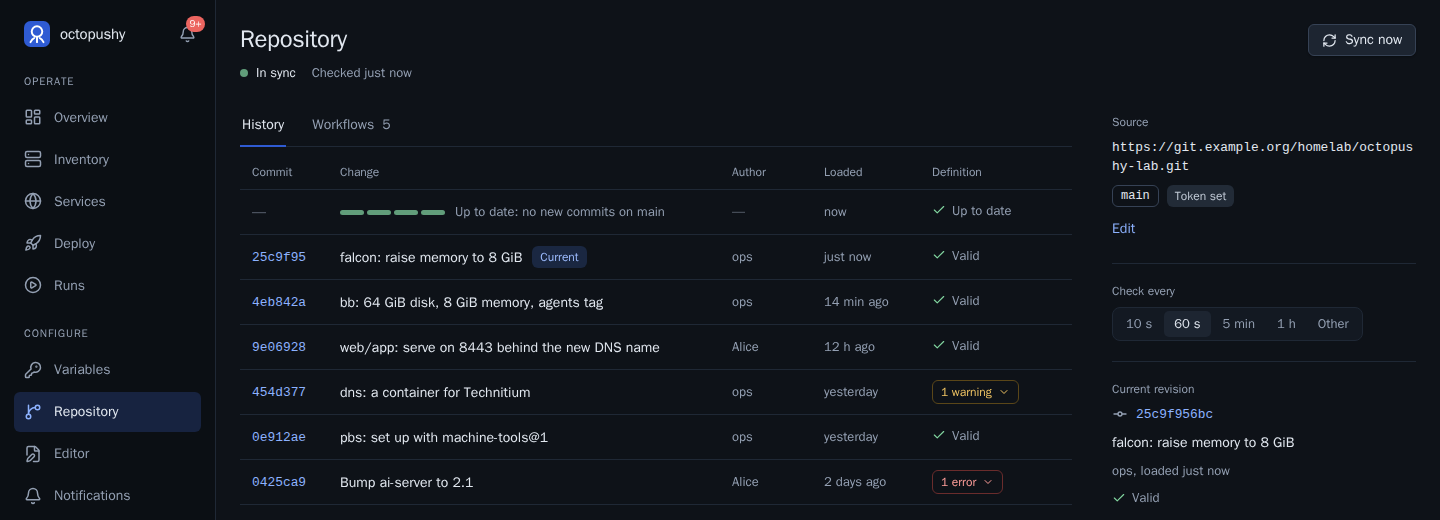 octopushy
9+
OPERATE
Overview
Inventory
Services
Deploy
Runs
CONFIGURE
Variables
Repository
Editor
Notifications
Repository
In sync Checked just now
Sync now
History Workflows 5
Commit Change Author Loaded Definition
— Up to date: no new commits on main — now Up to date
25c9f95 falcon: raise memory to 8 GiB Current ops just now Valid
4eb842a bb: 64 GiB disk, 8 GiB memory, agents tag ops 14 min ago Valid
9e06928 web/app: serve on 8443 behind the new DNS name Alice 12 h ago Valid
454d377 dns: a container for Technitium ops yesterday 1 warning
0e912ae pbs: set up with machine-tools@1 ops yesterday Valid
0425ca9 Bump ai-server to 2.1 Alice 2 days ago 1 error
Source
https://git.example.org/homelab/octopus
hy-lab.git
main Token set
Edit
Check every
10 s 60 s 5 min 1 h Other
Current revision
25c9f956bc
falcon: raise memory to 8 GiB
ops, loaded just now
Valid